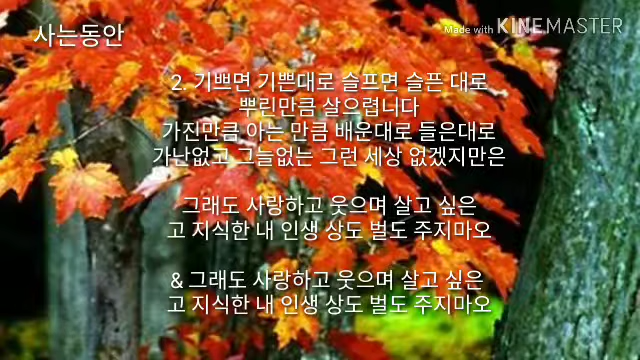 사는동안
Made with KINEMASTER
2. 기쁘면 기쁜대로 슬프면 슬픈 대로
뿌린만큼 살으렵니다
가진만큼 아는 만큼 배운대로 들은대로
가난없고 그늘없는 그런 세상 없겠지만은
그래도 사랑하고 웃으며 살고 싶은
고 지식한 내 인생 상도 벌도 주지마오
& 그래도 사랑하고 웃으며 살고 싶은
고 지식한 내 인생 상도 벌도 주지마오